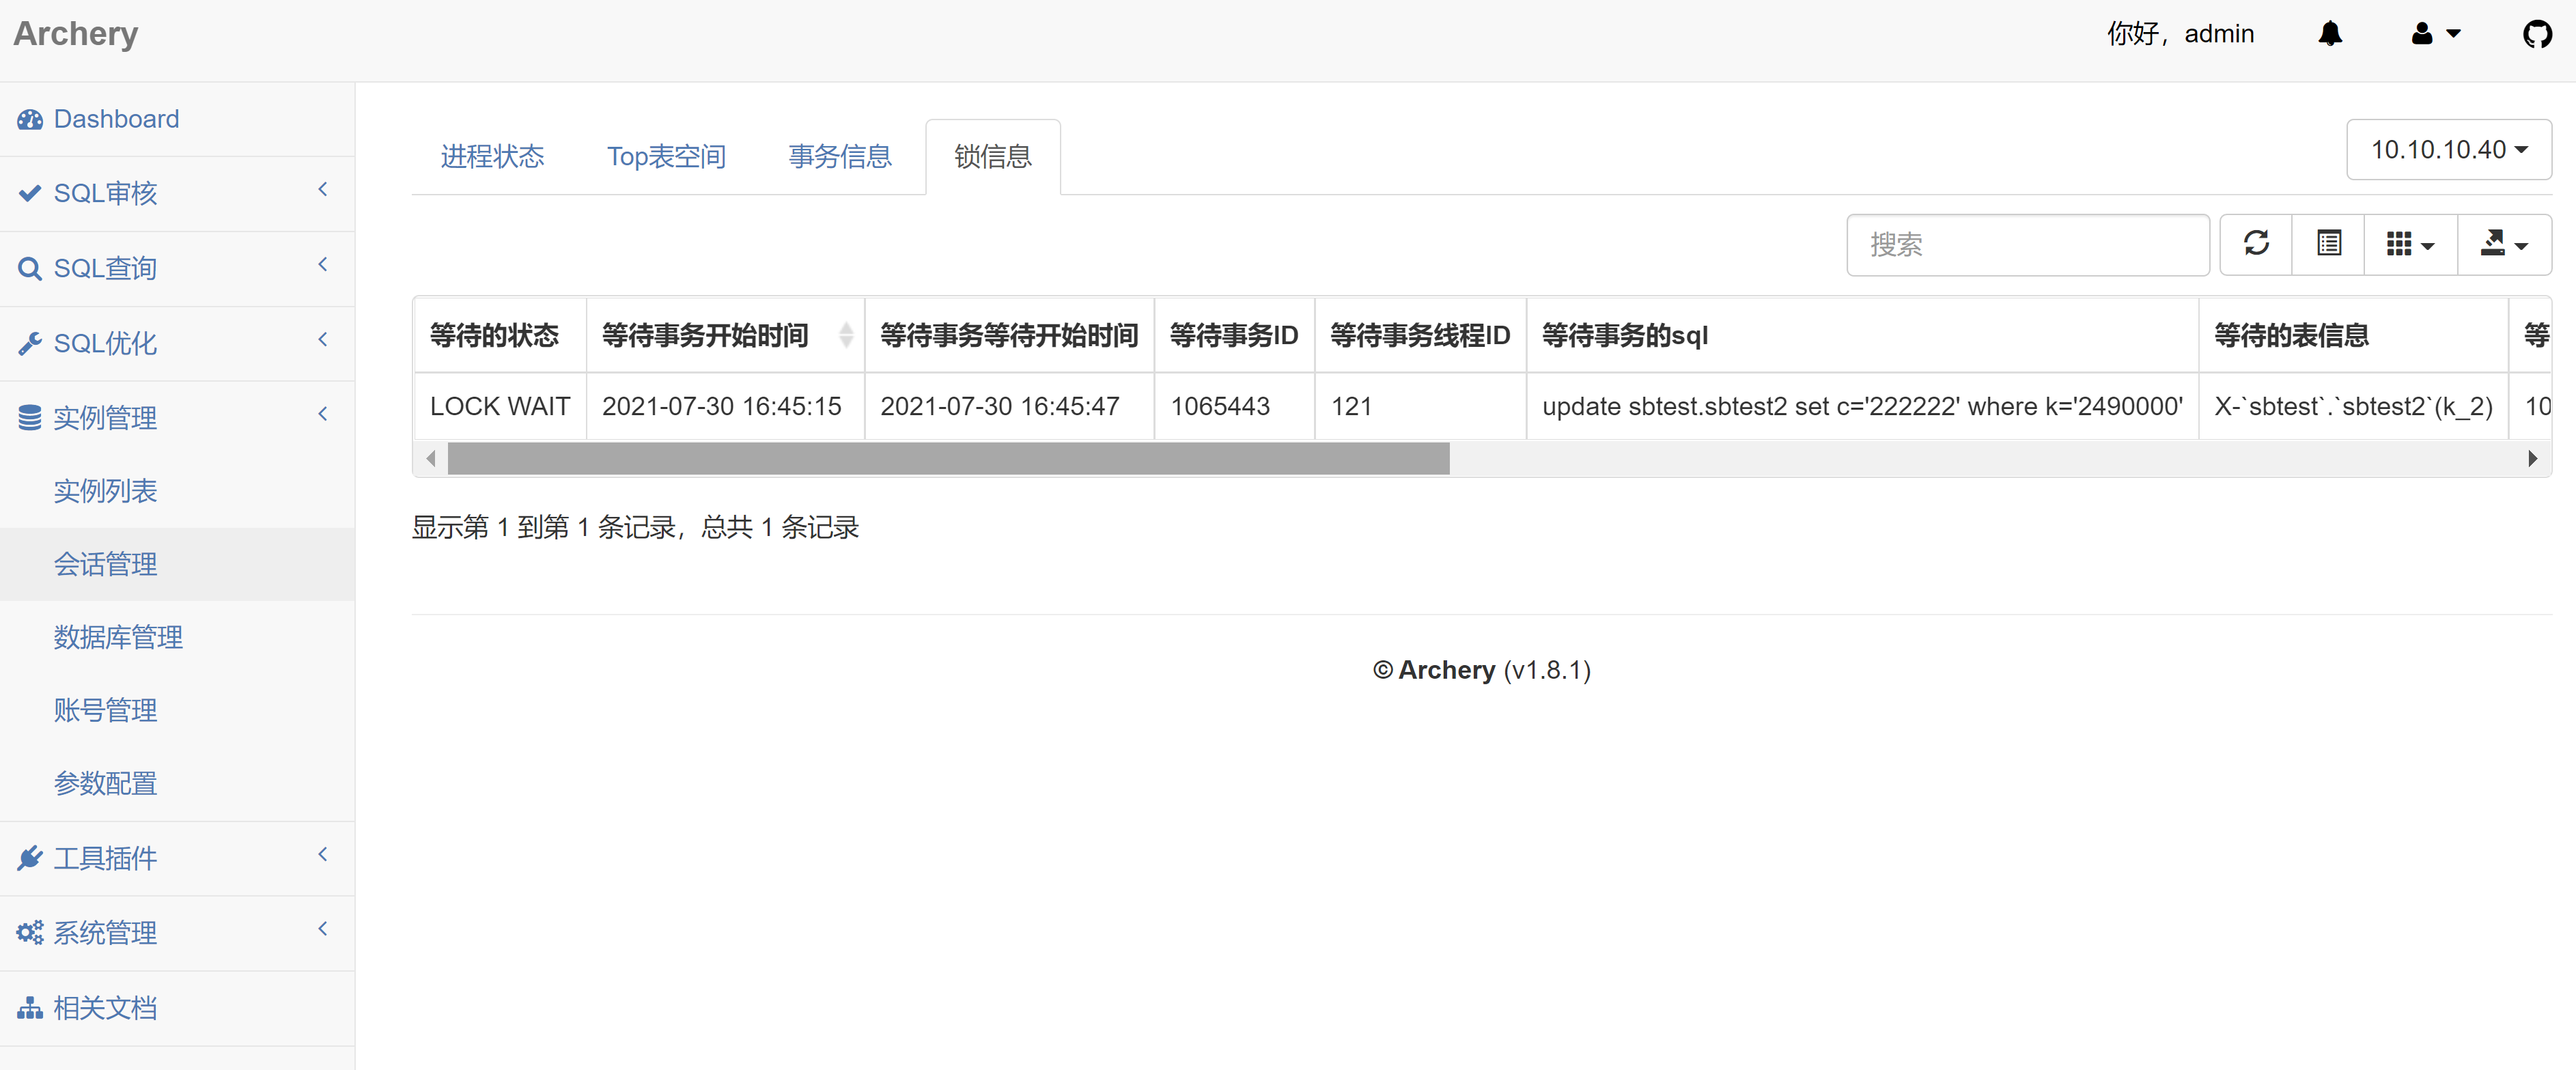 Archery
你好，admin
Dashboard
SQL审核
SQL查询
SQL优化
实例管理
实例列表
会话管理
数据库管理
账号管理
参数配置
工具插件
系统管理
相关文档
进程状态 Top表空间 事务信息 锁信息
10.10.10.40
搜索
等待的状态 等待事务开始时间 等待事务等待开始时间 等待事务ID 等待事务线程ID 等待事务的sql 等待的表信息 等
LOCK WAIT 2021-07-30 16:45:15 2021-07-30 16:45:47 1065443 121 update sbtest.sbtest2 set c='222222' where k='2490000' X-`sbtest`.`sbtest2`(k_2) 10
显示第 1 到第 1 条记录，总共 1 条记录
© Archery (v1.8.1)